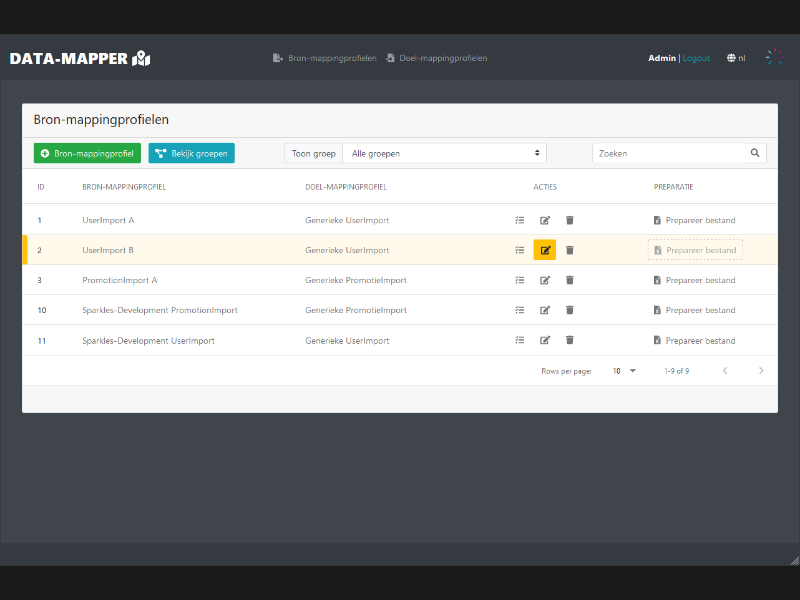 DATA-MAPPER
Bron-mappingprofielen
Doel-mappingprofielen
Admin | Logout
nl
Bron-mappingprofielen
Bron-mappingprofiel
Bekijk groepen
Toon groep
Alle groepen
Zoeken
ID BRON-MAPPINGPROFIEL DOEL-MAPPINGPROFIEL ACTIES PREPARATIE
1 UserImport A Generieke UserImport Prepareer bestand
2 UserImport B Generieke UserImport Prepareer bestand
3 PromotionImport A Generieke PromotieImport Prepareer bestand
10 Sparkles-Development PromotionImport Generieke PromotieImport Prepareer bestand
11 Sparkles-Development UserImport Generieke UserImport Prepareer bestand
Rows per page: 10 1-9 of 9